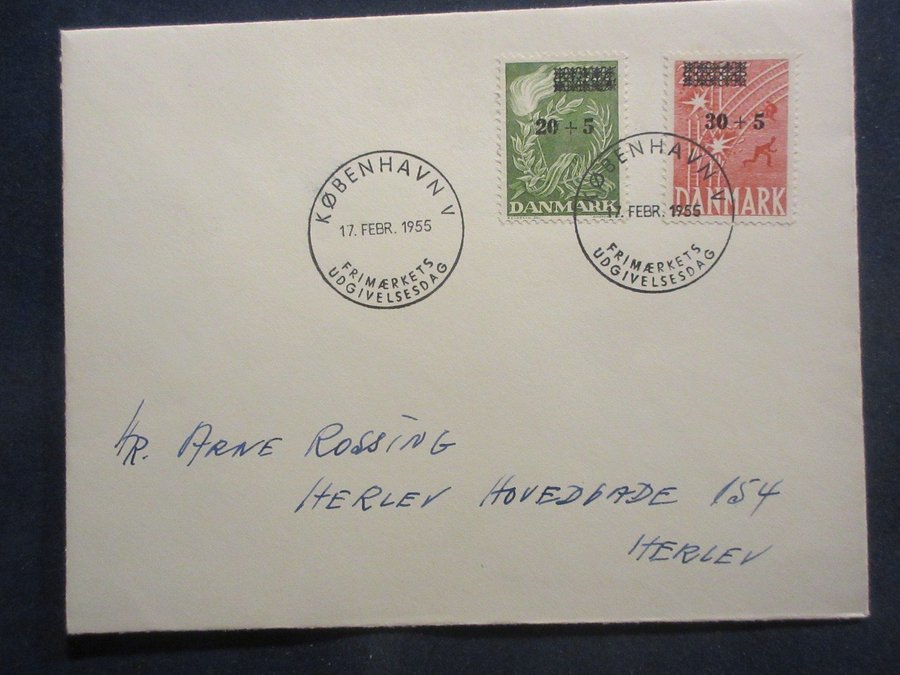 20 + 5
DANMARK
30 + 5
DANMARK
KØBENHAVN V
17. FEBR. 1955
FRIMÆRKETS
UDGIVELSESDAG
KØBENHAVN V
17. FEBR. 1955
FRIMÆRKETS
UDGIVELSESDAG
HR. ARNE ROSSING
HERLEV HOVEDGADE 154
HERLEV